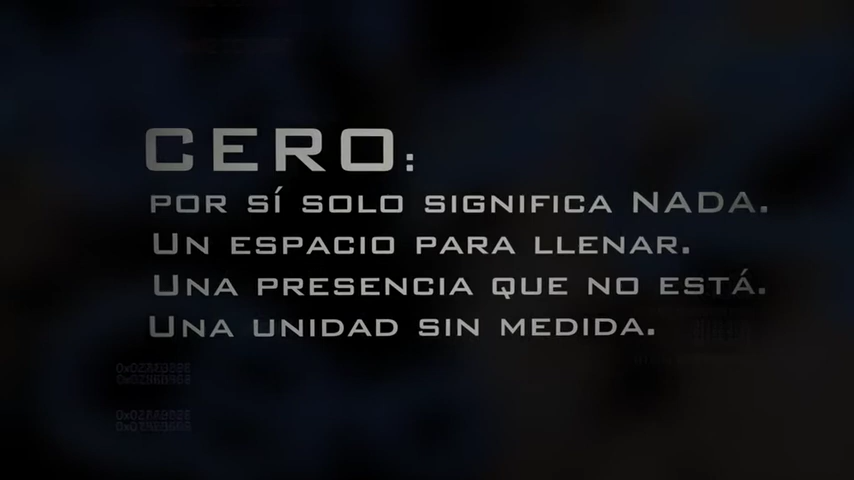 CERO:
POR SÍ SOLO SIGNIFICA NADA.
UN ESPACIO PARA LLENAR.
UNA PRESENCIA QUE NO ESTÁ.
UNA UNIDAD SIN MEDIDA.